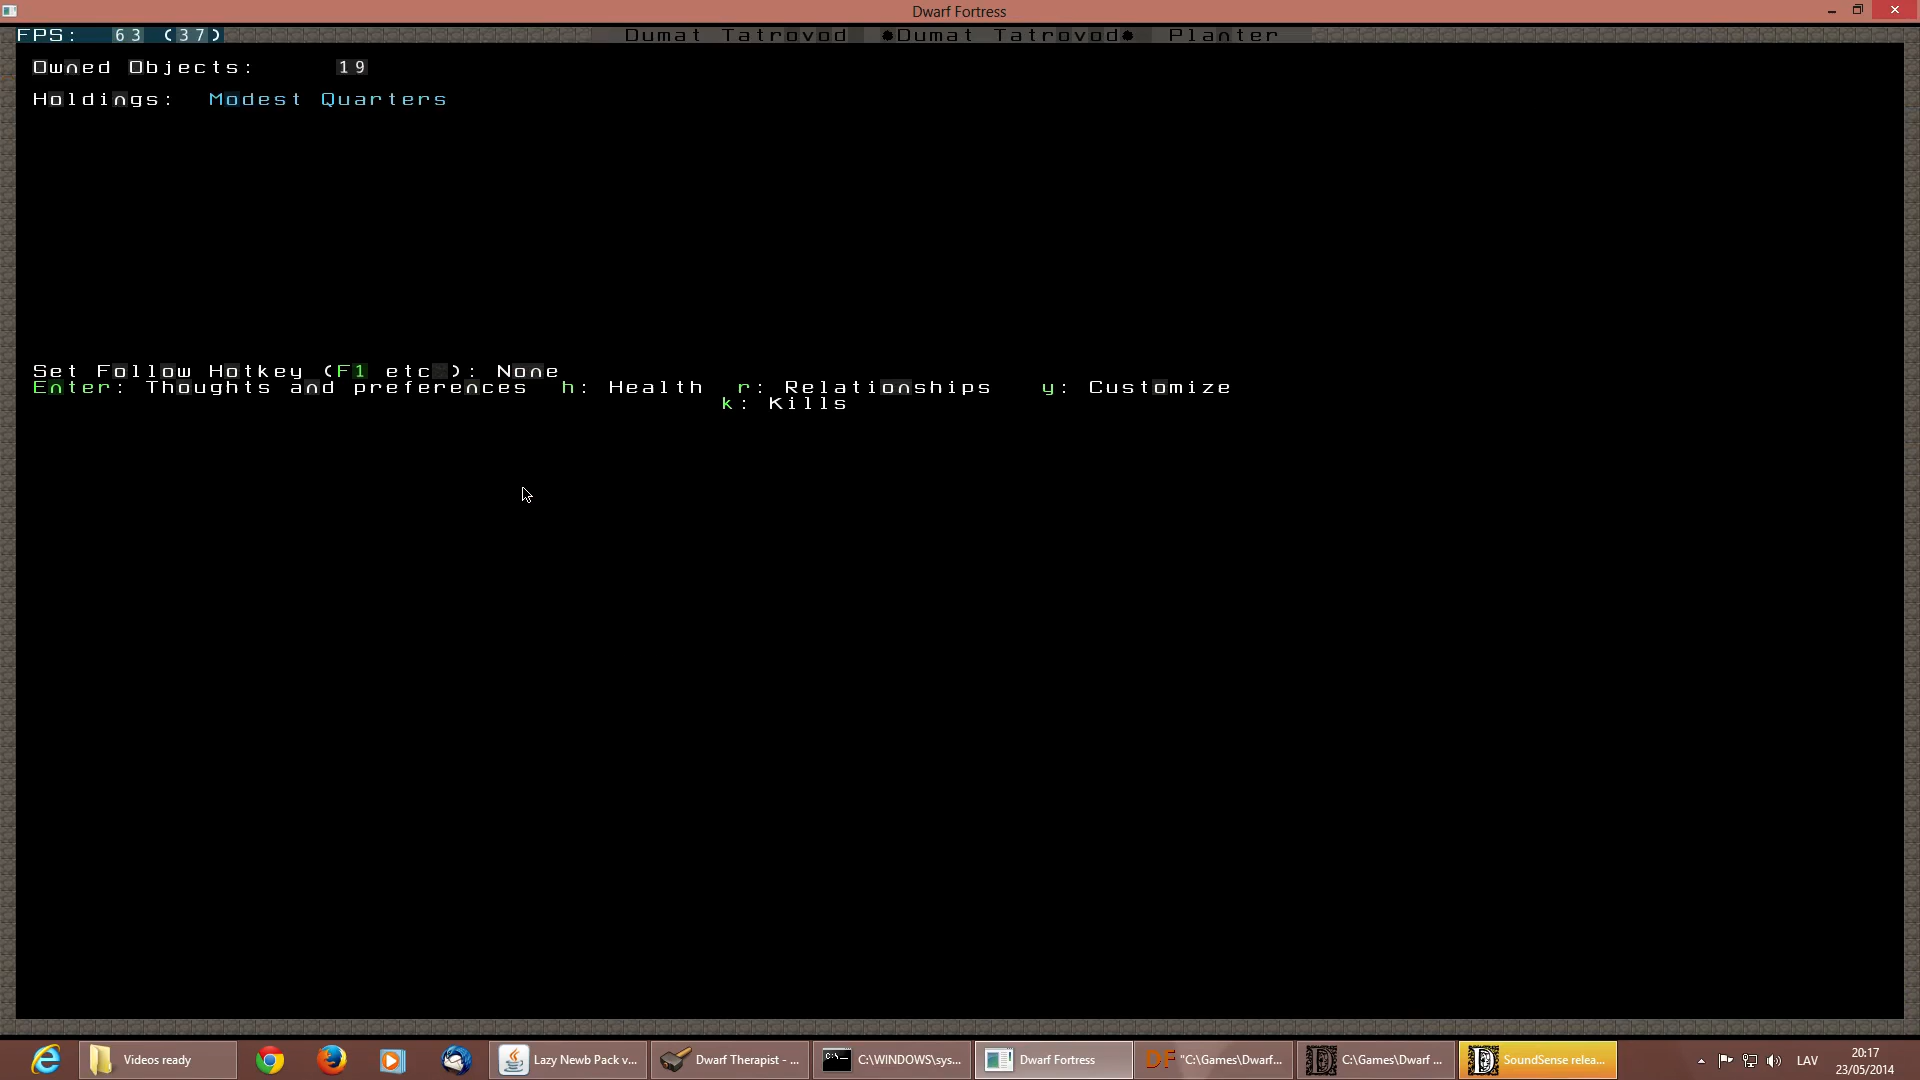 Dwarf Fortress
FPS: 63 (37) Dumat Tatrovod ●Dumat Tatrovod● Planter
Owned Objects: 19
Holdings: Modest Quarters
Set Follow Hotkey (F1 etc.): None
Enter: Thoughts and preferences h: Health r: Relationships y: Customize
k: Kills
Videos ready Lazy Newb Pack v... Dwarf Therapist - ... C:\WINDOWS\sys... Dwarf Fortress DF "C:\Games\Dwarf... C:\Games\Dwarf ... SoundSense relea... LAV 20:17
23/05/2014